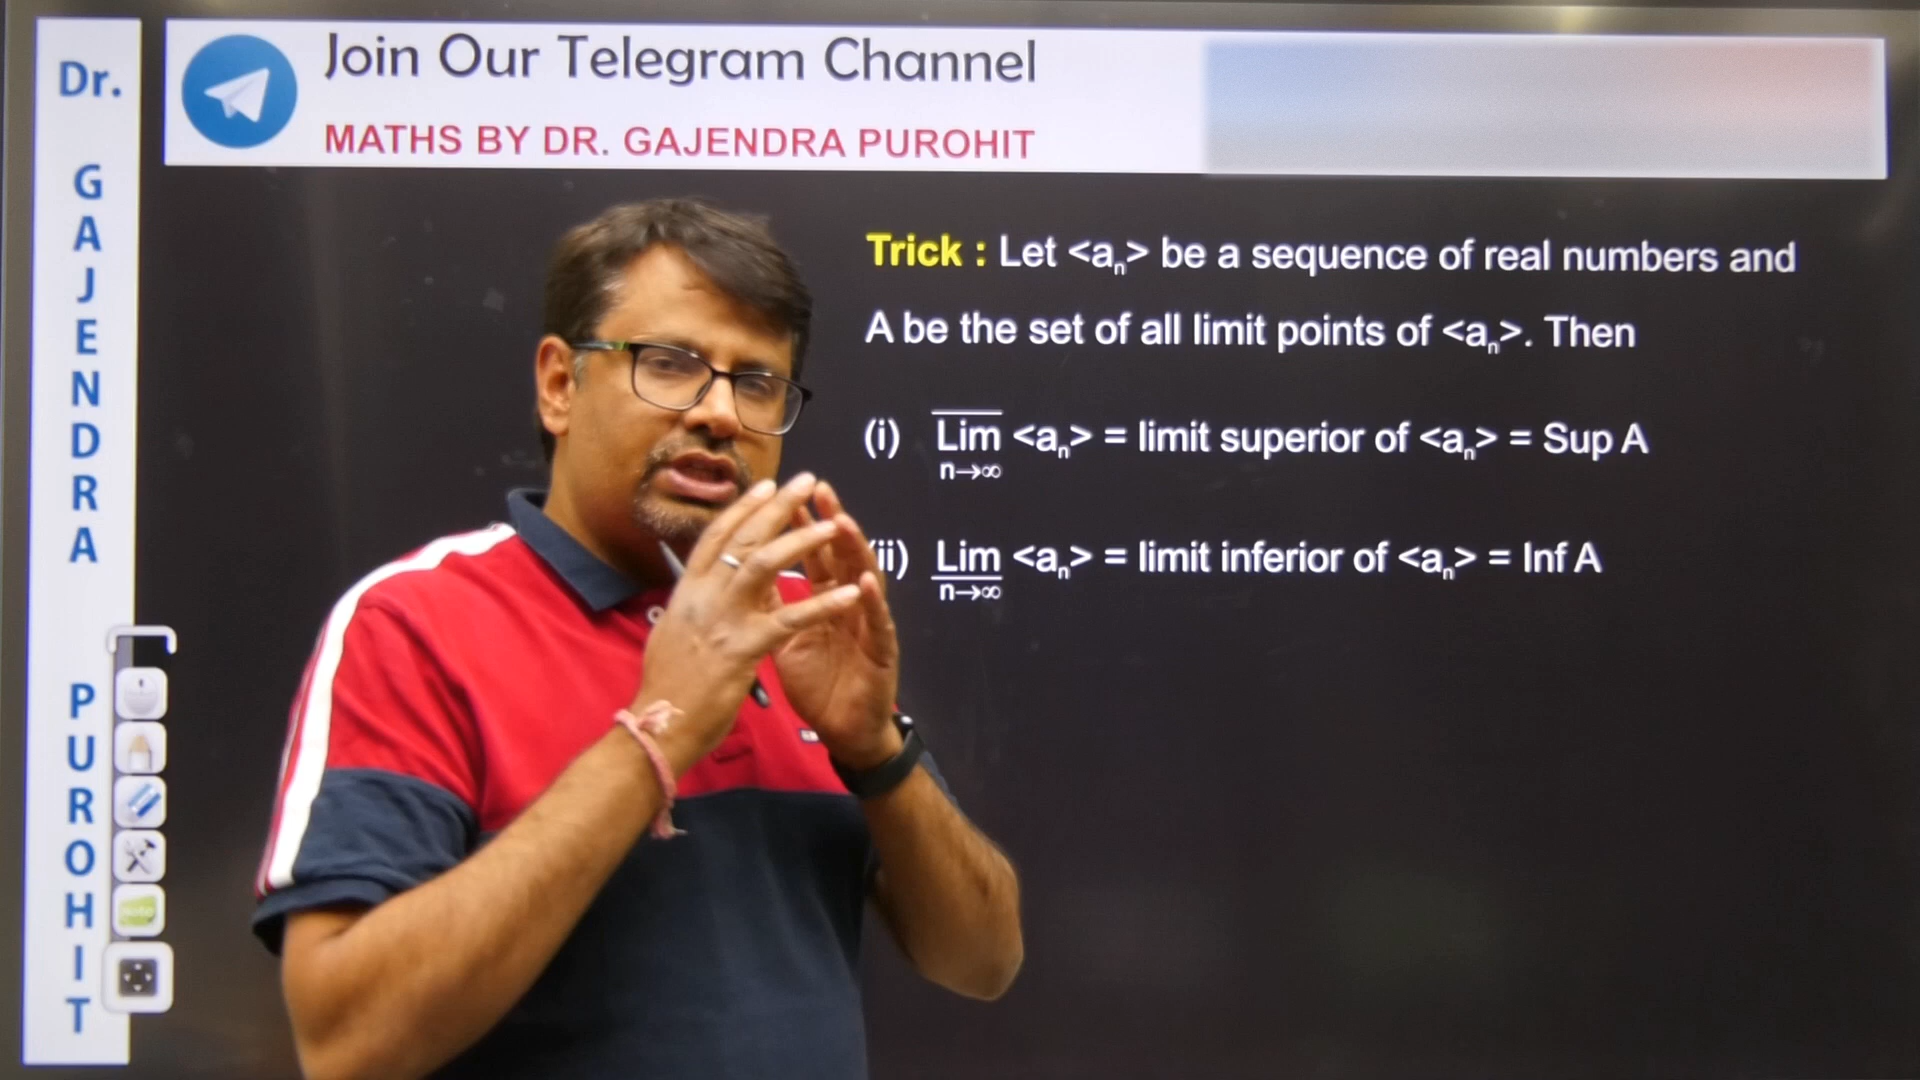 Dr.
GAJENDRA
PUROHIT
Join Our Telegram Channel
MATHS BY DR. GAJENDRA PUROHIT
Trick : Let <aₙ> be a sequence of real numbers and
A be the set of all limit points of <aₙ>. Then
(i) L̅i̅m̅ <aₙ> = limit superior of <aₙ> = Sup A
n→∞
(ii) L̲i̲m̲ <aₙ> = limit inferior of <aₙ> = Inf A
n→∞